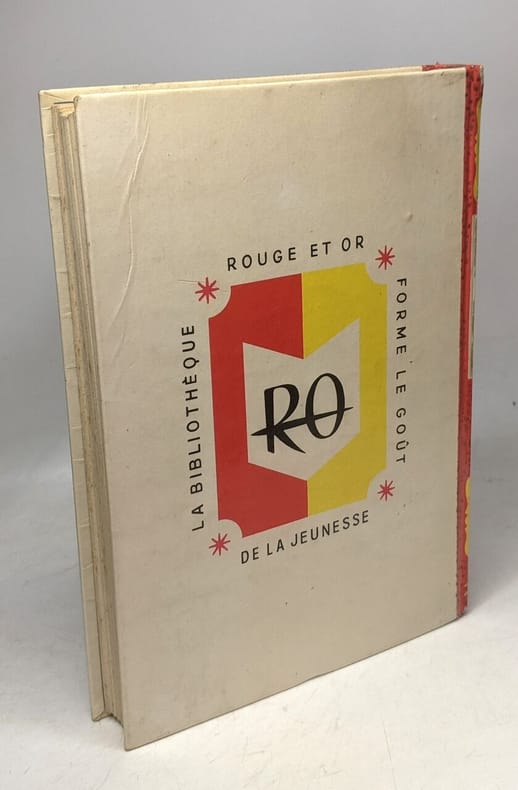 LA BIBLIOTHÈQUE
ROUGE ET OR
FORME LE GOÛT
DE LA JEUNESSE
RO